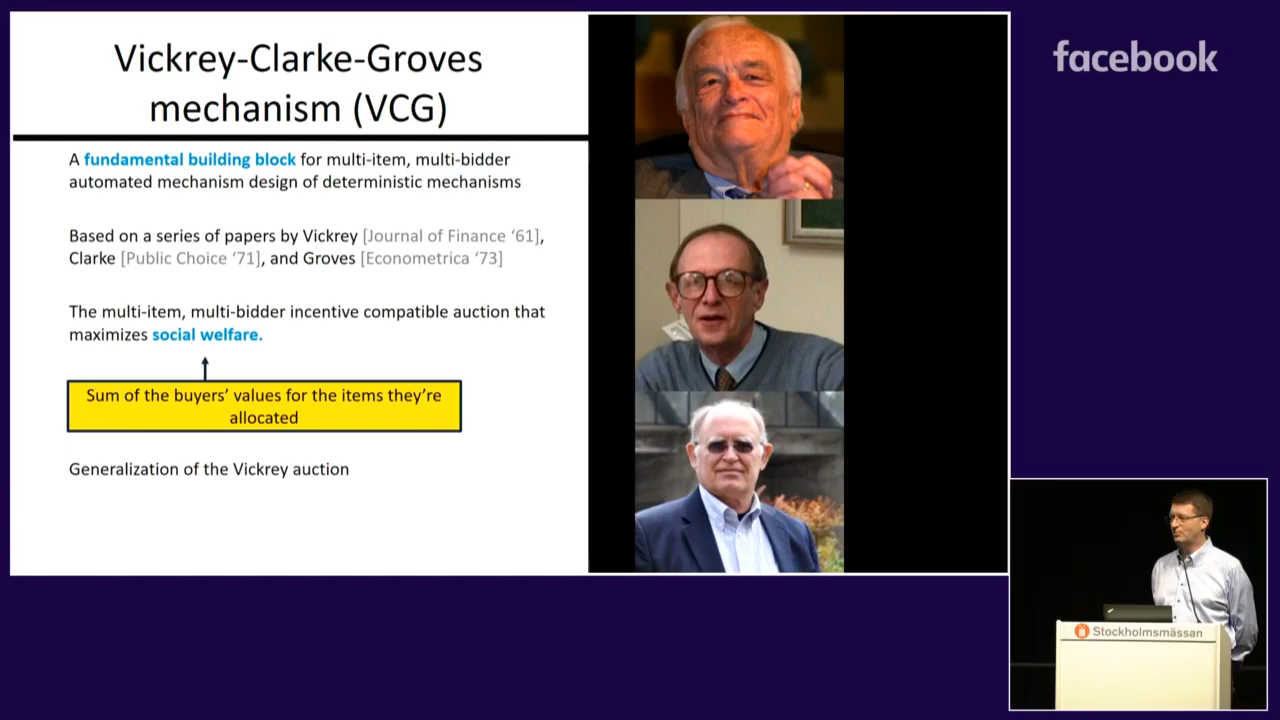 Vickrey-Clarke-Groves
mechanism (VCG)
A fundamental building block for multi-item, multi-bidder
automated mechanism design of deterministic mechanisms
Based on a series of papers by Vickrey [Journal of Finance ‘61],
Clarke [Public Choice ‘71], and Groves [Econometrica ‘73]
The multi-item, multi-bidder incentive compatible auction that
maximizes social welfare.
Sum of the buyers’ values for the items they’re
allocated
Generalization of the Vickrey auction
facebook
Stockholmsmässan